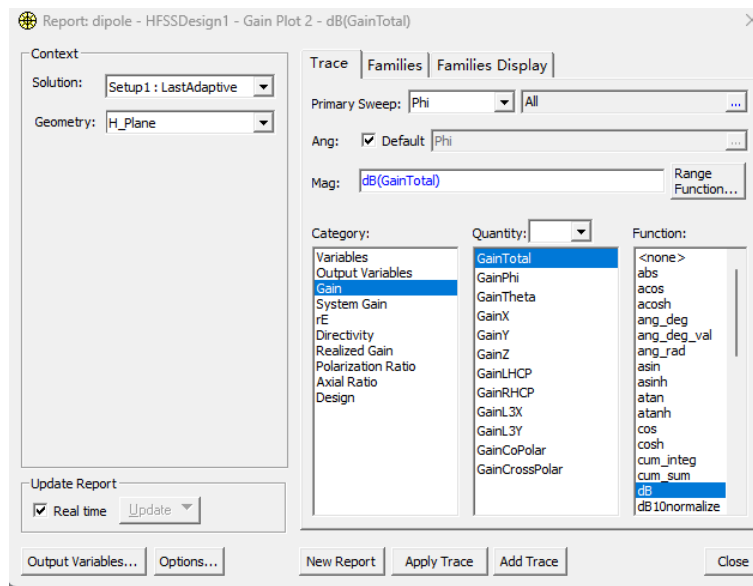 Report: dipole - HFSSDesign1 - Gain Plot 2 - dB(GainTotal)
Context
Solution: Setup1 : LastAdaptive
Geometry: H_Plane
Update Report
Real time Update
Output Variables... Options...
Trace Families Families Display
Primary Sweep: Phi All ...
Ang: Default Phi ...
Mag: dB(GainTotal) Range Function...
Category:
Variables
Output Variables
Gain
System Gain
rE
Directivity
Realized Gain
Polarization Ratio
Axial Ratio
Design
Quantity:
GainTotal
GainPhi
GainTheta
GainX
GainY
GainZ
GainLHCP
GainRHCP
GainL3X
GainL3Y
GainCoPolar
GainCrossPolar
Function:
<none>
abs
acos
acosh
ang_deg
ang_deg_val
ang_rad
asin
asinh
atan
atanh
cos
cosh
cum_integ
cum_sum
dB
dB10normalize
New Report Apply Trace Add Trace Close